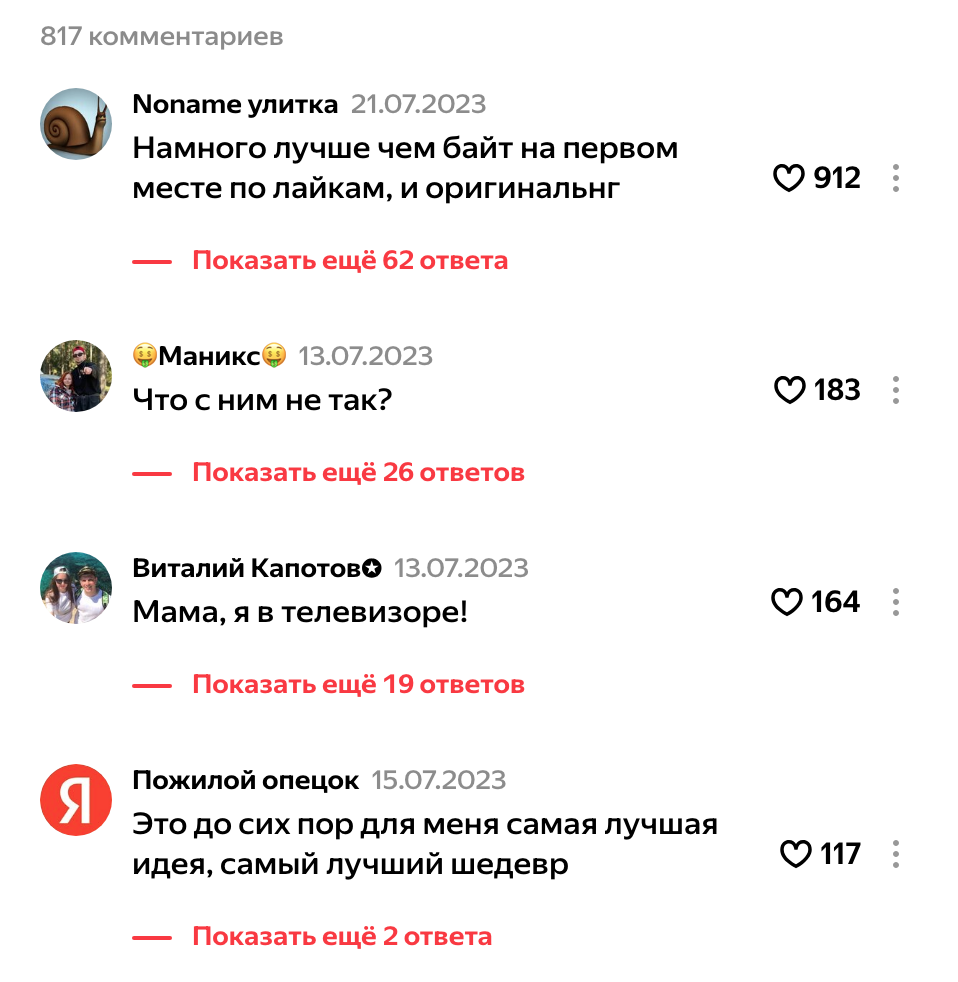 817 комментариев
Noname улитка 21.07.2023
Намного лучше чем байт на первом
месте по лайкам, и оригинальнг
912
Показать ещё 62 ответа
🤑Маникс🤑 13.07.2023
Что с ним не так?
183
Показать ещё 26 ответов
Виталий Капотов✪ 13.07.2023
Мама, я в телевизоре!
164
Показать ещё 19 ответов
Я
Пожилой опецок 15.07.2023
Это до сих пор для меня самая лучшая
идея, самый лучший шедевр
117
Показать ещё 2 ответа